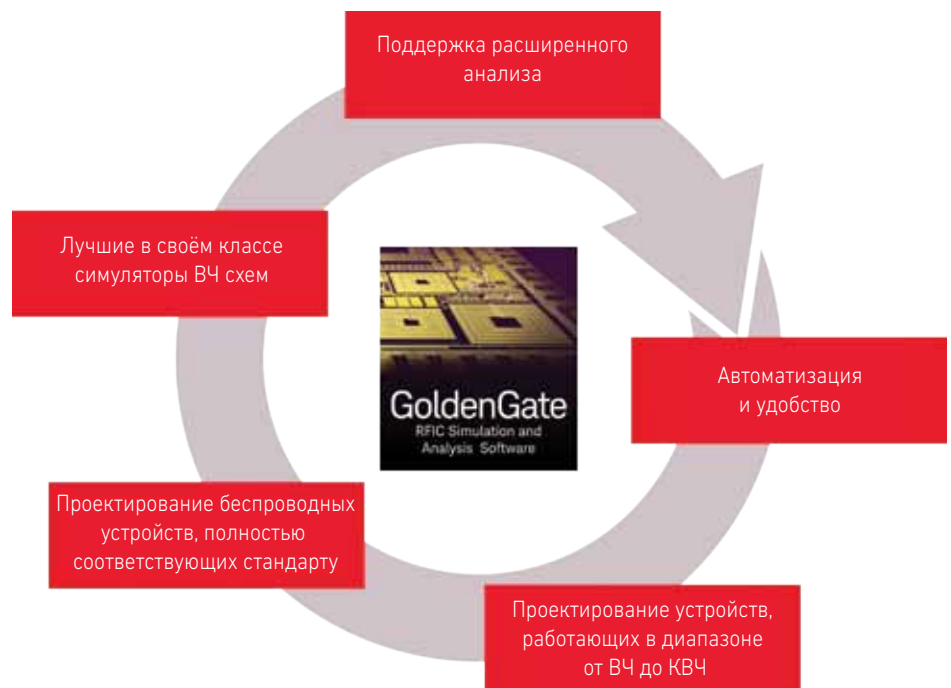 Поддержка расширенного
анализа
Лучшие в своём классе
симуляторы ВЧ схем
GoldenGate
RFIC Simulation and
Analysis Software
Автоматизация
и удобство
Проектирование беспроводных
устройств, полностью
соответствующих стандарту
Проектирование устройств,
работающих в диапазоне
от ВЧ до КВЧ